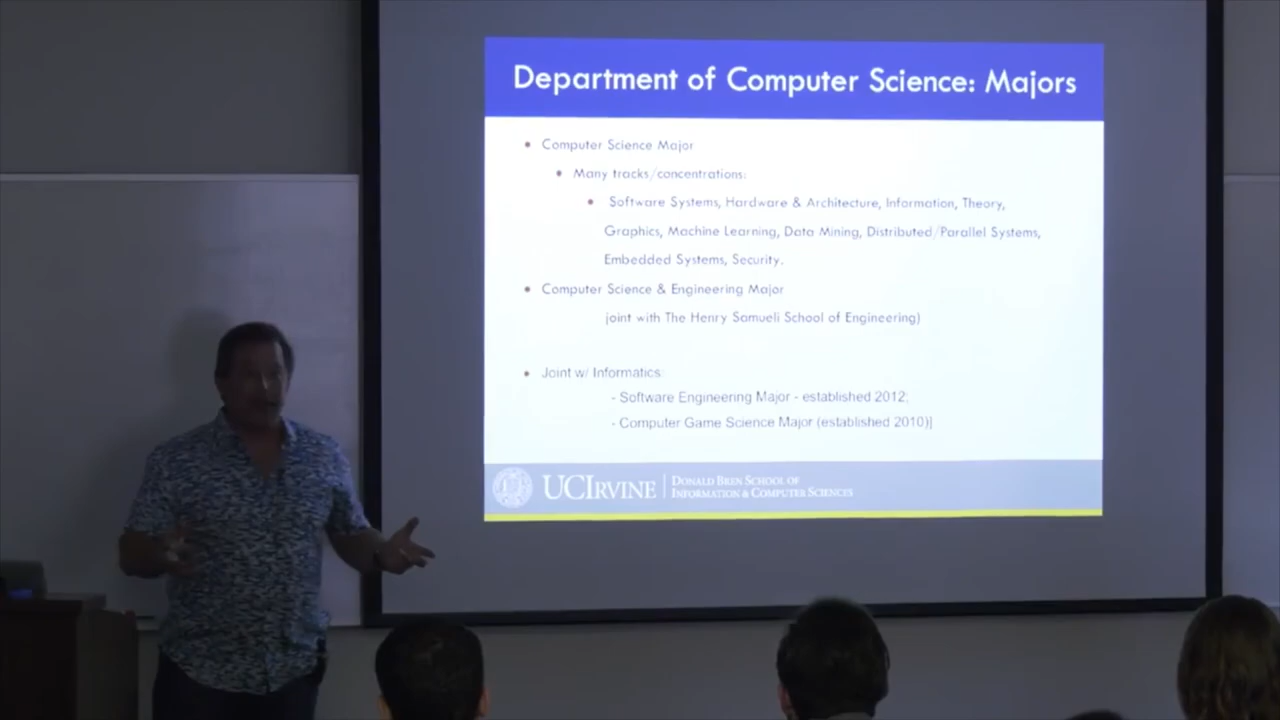 Department of Computer Science: Majors
• Computer Science Major
• Many tracks/concentrations:
• Software Systems, Hardware & Architecture, Information, Theory,
Graphics, Machine Learning, Data Mining, Distributed/Parallel Systems,
Embedded Systems, Security.
• Computer Science & Engineering Major
joint with The Henry Samueli School of Engineering)
• Joint w/ Informatics:
- Software Engineering Major - established 2012;
- Computer Game Science Major (established 2010)]
UCIRVINE
DONALD BREN SCHOOL OF
INFORMATION & COMPUTER SCIENCES